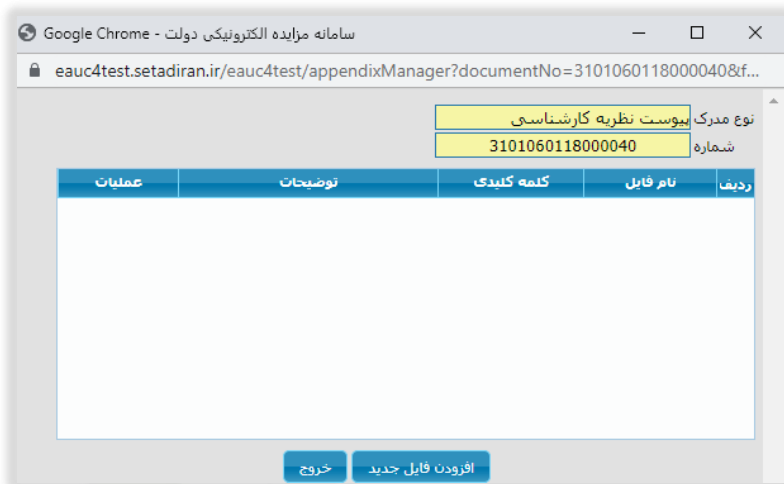 سامانه مزایده الکترونیکی دولت - Google Chrome
eauc4test.setadiran.ir/eauc4test/appendixManager?documentNo=3101060118000040&f...
نوع مدرک پیوست نظریه کارشناسی
شماره 3101060118000040
ردیف نام فایل کلمه کلیدی توضیحات عملیات
افزودن فایل جدید خروج